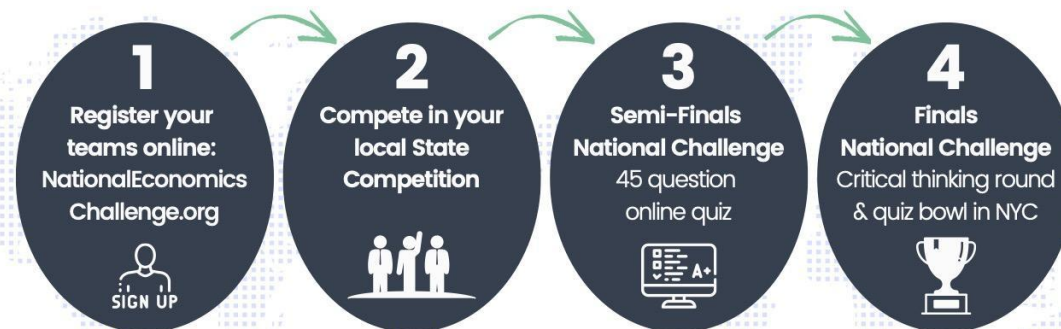 1
Register your
teams online:
NationalEconomics
Challenge.org
SIGN UP
2
Compete in your
local State
Competition
3
Semi-Finals
National Challenge
45 question
online quiz
A+
4
Finals
National Challenge
Critical thinking round
& quiz bowl in NYC